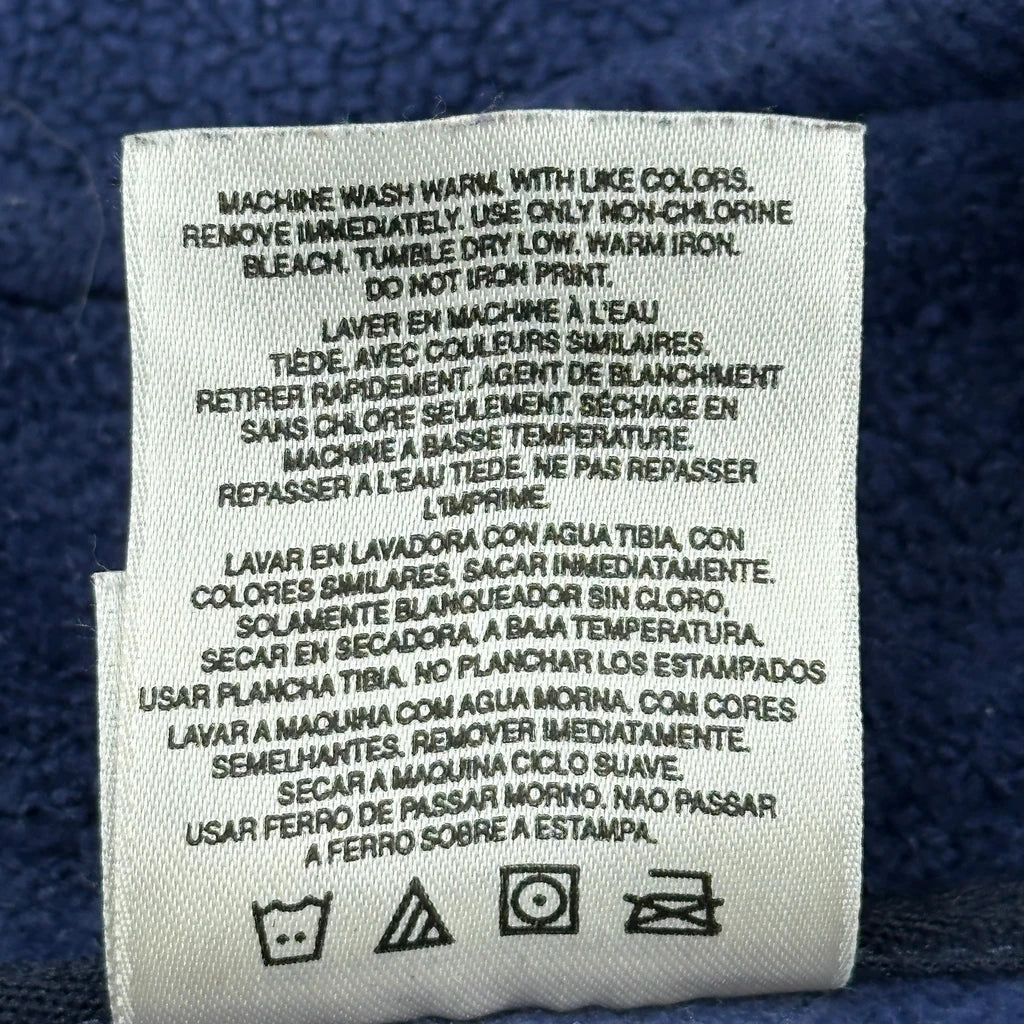 MACHINE WASH WARM, WITH LIKE COLORS.
REMOVE IMMEDIATELY. USE ONLY NON-CHLORINE
BLEACH. TUMBLE DRY LOW. WARM IRON.
DO NOT IRON PRINT.
LAVER EN MACHINE À L'EAU
TIÈDE, AVEC COULEURS SIMILAIRES.
RETIRER RAPIDEMENT. AGENT DE BLANCHIMENT
SANS CHLORE SEULEMENT. SÉCHAGE EN
MACHINE A BASSE TEMPERATURE.
REPASSER A L'EAU TIEDE. NE PAS REPASSER
L'IMPRIME.
LAVAR EN LAVADORA CON AGUA TIBIA, CON
COLORES SIMILARES, SACAR INMEDIATAMENTE.
SOLAMENTE BLANQUEADOR SIN CLORO,
SECAR EN SECADORA, A BAJA TEMPERATURA.
USAR PLANCHA TIBIA. NO PLANCHAR LOS ESTAMPADOS
LAVAR A MAQUINA COM AGUA MORNA, COM CORES
SEMELHANTES. REMOVER IMEDIATAMENTE.
SECAR A MAQUINA CICLO SUAVE.
USAR FERRO DE PASSAR MORNO. NAO PASSAR
A FERRO SOBRE A ESTAMPA.